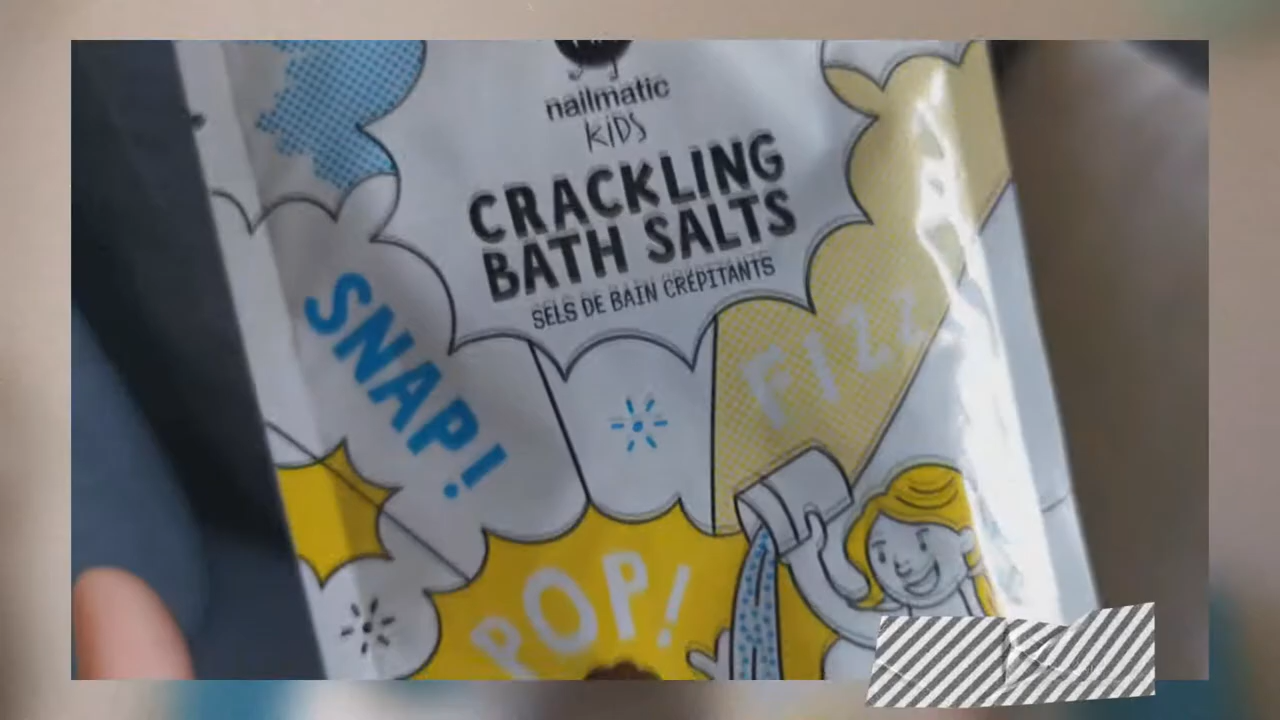 nailmatic
KiDS
CRACKLING
BATH SALTS
SELS DE BAIN CRÉPITANTS
SNAP!
FIZZ
POP!